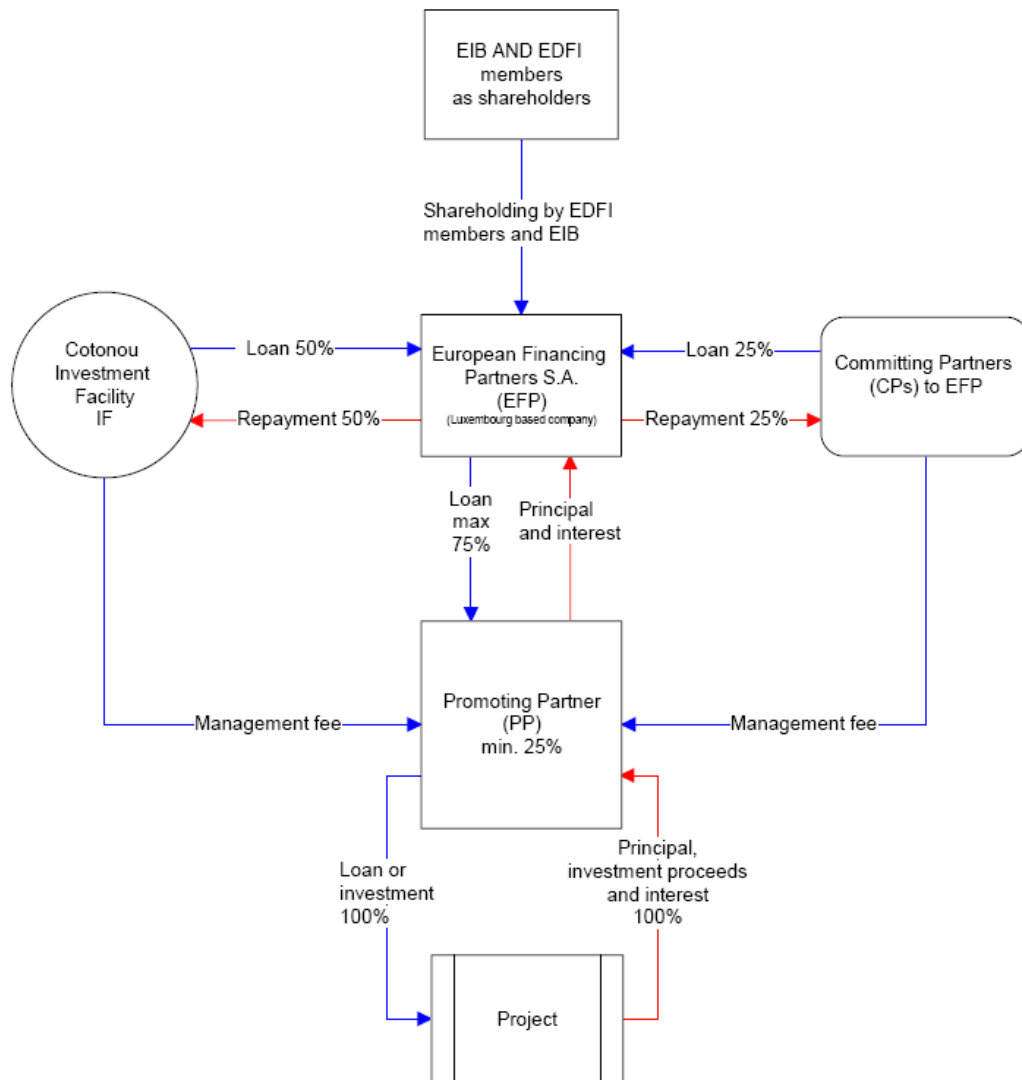 EIB AND EDFI
members
as shareholders
Shareholding by EDFI
members and EIB
Cotonou
Investment
Facility
IF
Loan 50%
Repayment 50%
European Financing
Partners S.A.
(EFP)
(Luxembourg based company)
Loan 25%
Repayment 25%
Committing Partners
(CPs) to EFP
Loan
max
75%
Principal
and interest
Management fee
Promoting Partner
(PP)
min. 25%
Management fee
Loan or
investment
100%
Principal,
investment proceeds
and interest
100%
Project